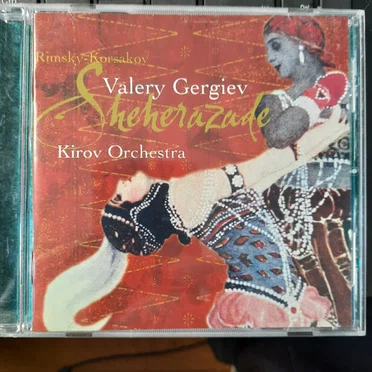 Rimsky-Korsakov
Valery Gergiev
Sheherazade
Kirov Orchestra